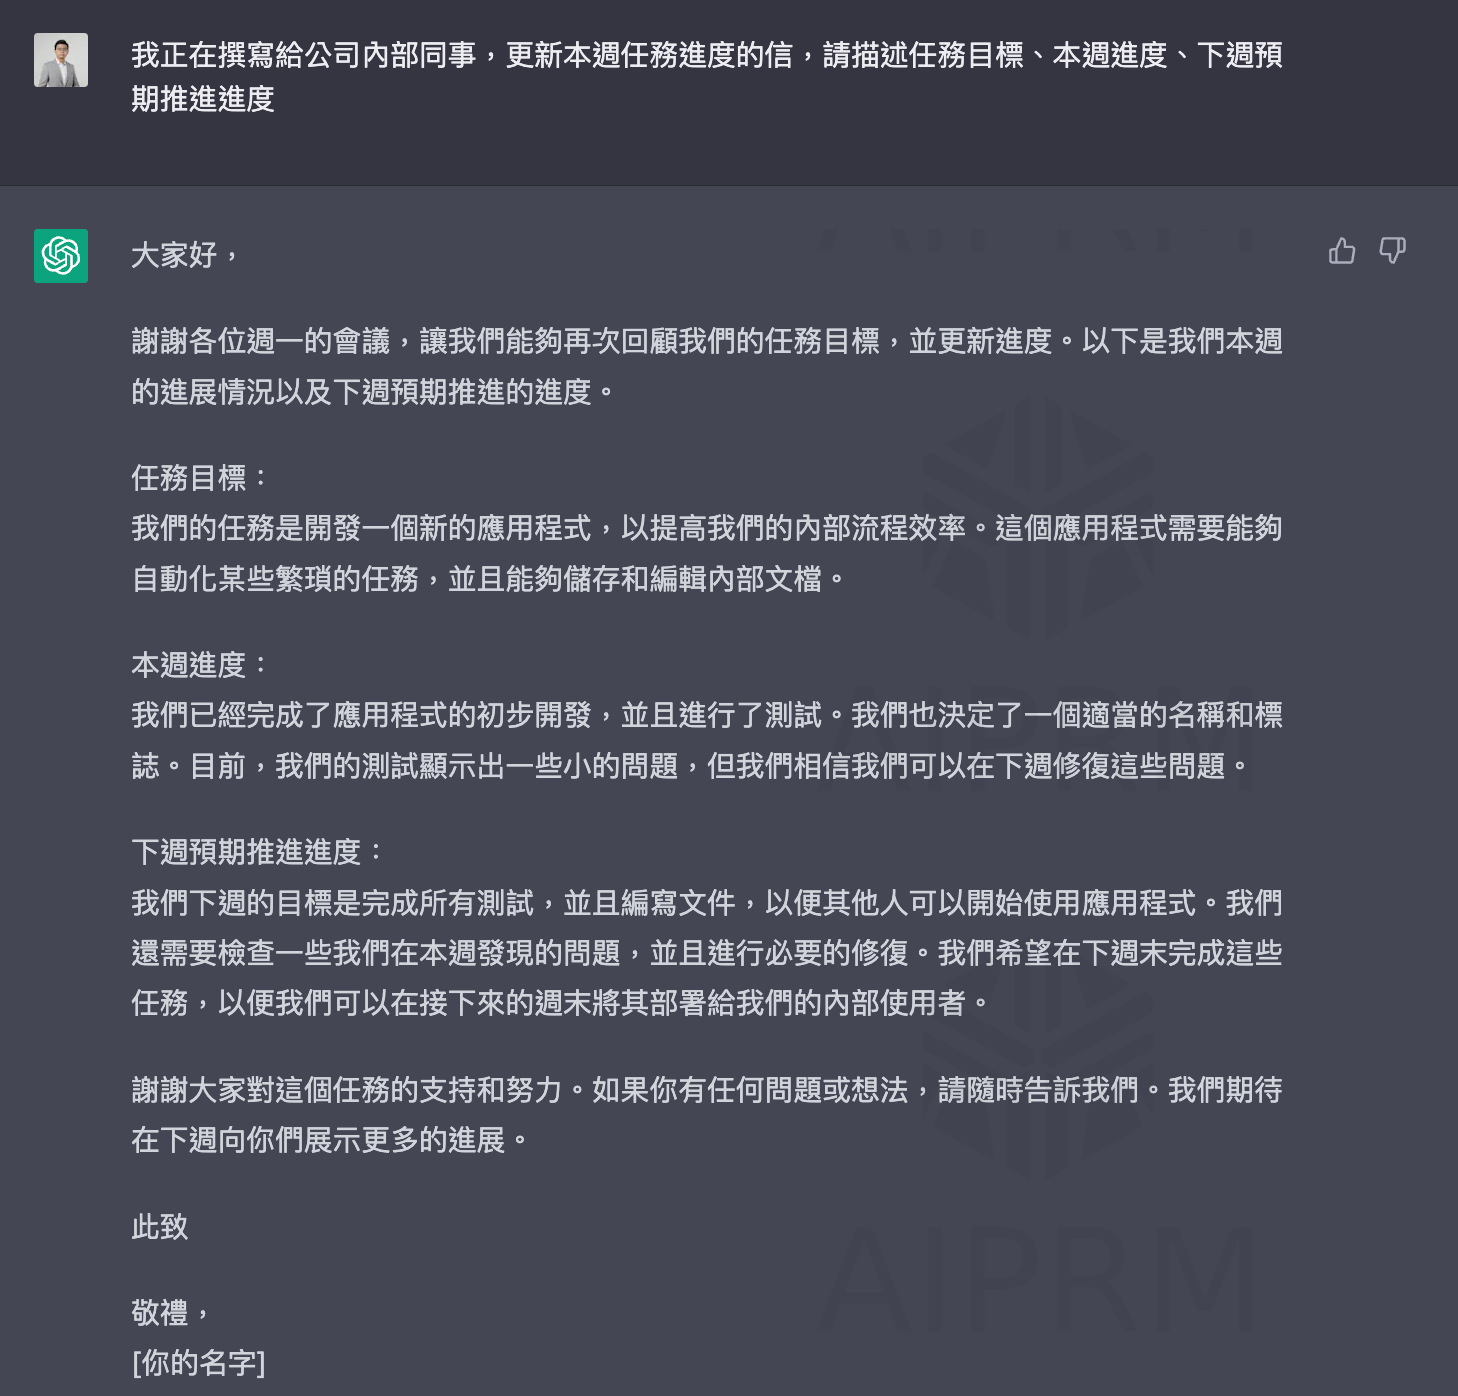 我正在撰寫給公司內部同事，更新本週任務進度的信，請描述任務目標、本週進度、下週預
期推進進度
大家好，
謝謝各位週一的會議，讓我們能夠再次回顧我們的任務目標，並更新進度。以下是我們本週
的進展情況以及下週預期推進的進度。
任務目標：
我們的任務是開發一個新的應用程式，以提高我們的內部流程效率。這個應用程式需要能夠
自動化某些繁瑣的任務，並且能夠儲存和編輯內部文檔。
本週進度：
我們已經完成了應用程式的初步開發，並且進行了測試。我們也決定了一個適當的名稱和標
誌。目前，我們的測試顯示出一些小的問題，但我們相信我們可以在下週修復這些問題。
下週預期推進進度：
我們下週的目標是完成所有測試，並且編寫文件，以便其他人可以開始使用應用程式。我們
還需要檢查一些我們在本週發現的問題，並且進行必要的修復。我們希望在下週末完成這些
任務，以便我們可以在接下來的週末將其部署給我們的內部使用者。
謝謝大家對這個任務的支持和努力。如果你有任何問題或想法，請隨時告訴我們。我們期待
在下週向你們展示更多的進展。
此致
AIPRM
敬禮，
[你的名字]